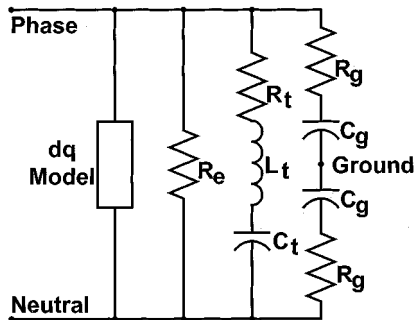 Phase
Rg
Rt
Cg
dq
Model
Re
Lt
Ground
Cg
Ct
Rg
Neutral